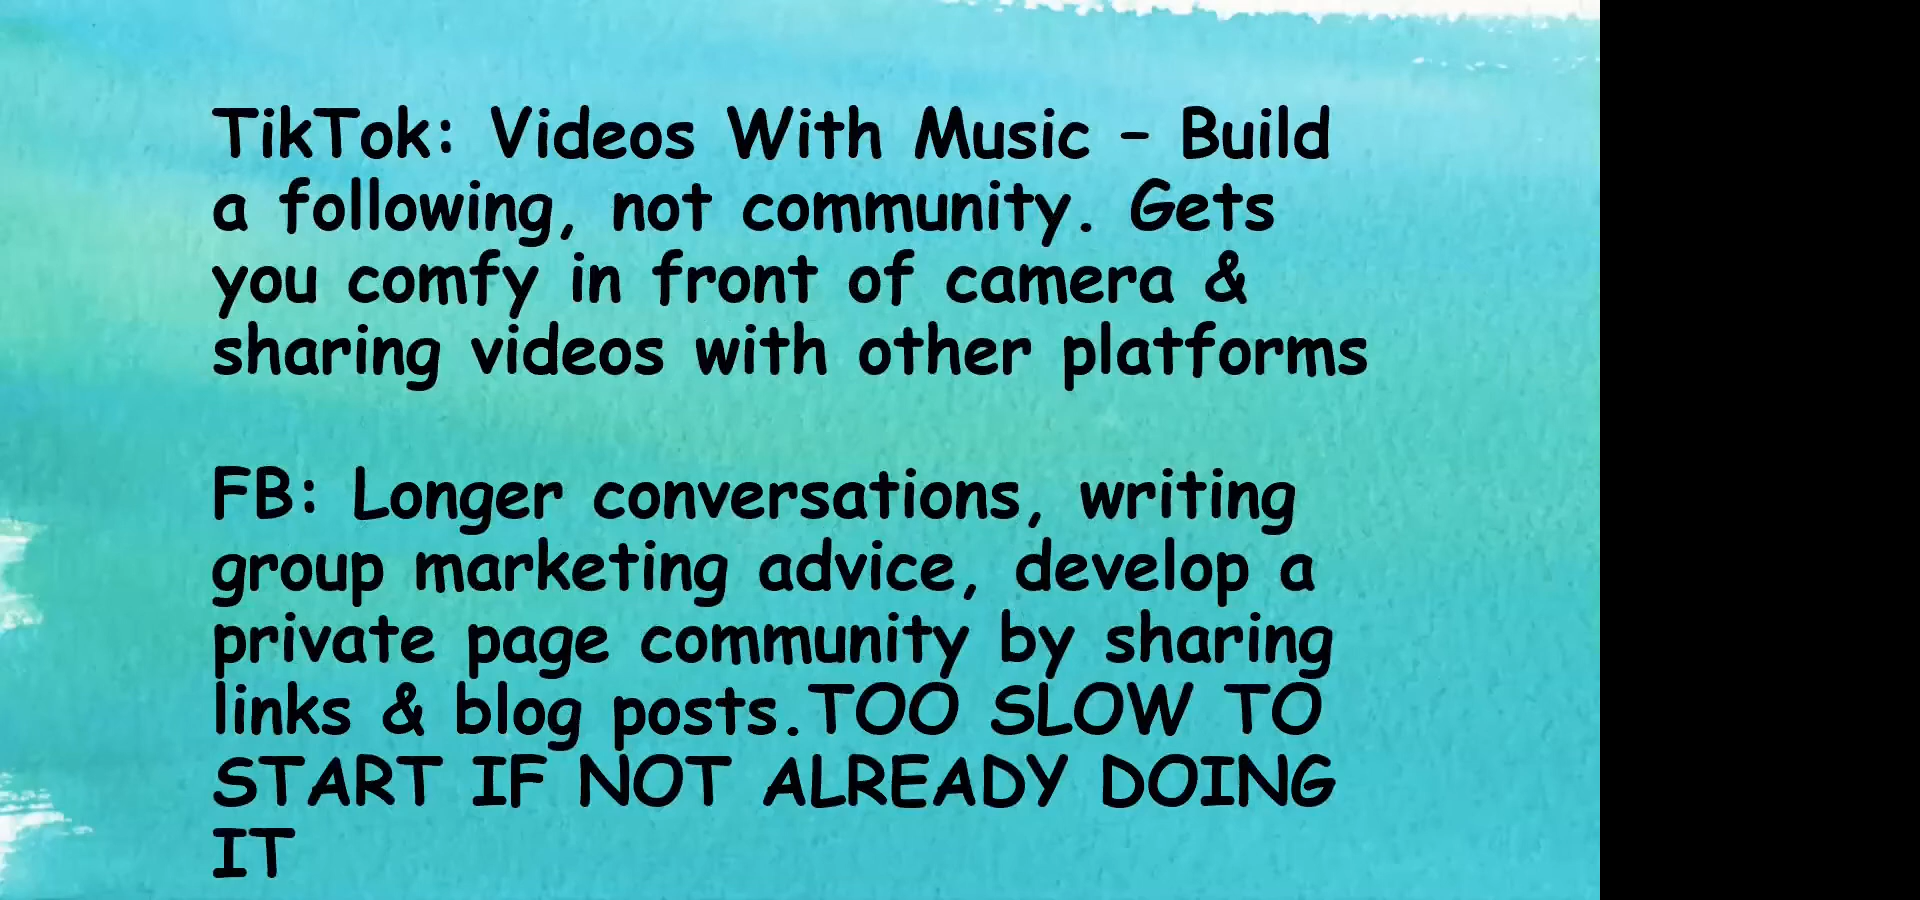 TikTok: Videos With Music – Build
a following, not community. Gets
you comfy in front of camera &
sharing videos with other platforms
FB: Longer conversations, writing
group marketing advice, develop a
private page community by sharing
links & blog posts.TOO SLOW TO
START IF NOT ALREADY DOING
IT